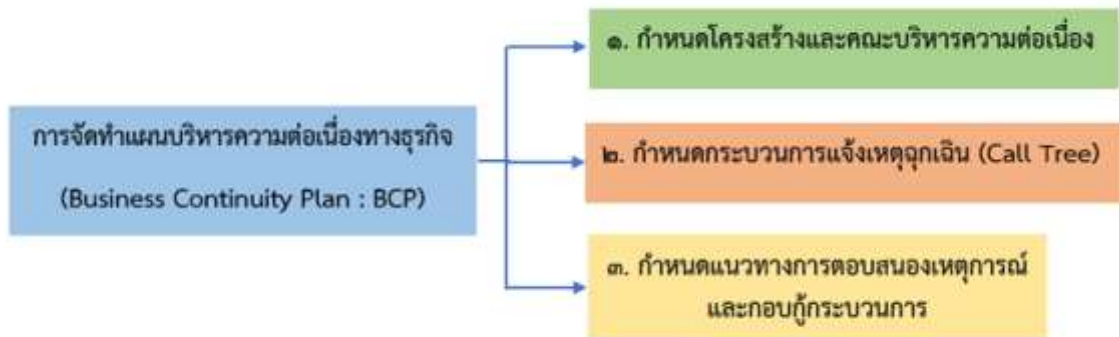 ๑. กำหนดโครงสร้างและคณะบริหารความต่อเนื่อง
การจัดทำแผนบริหารความต่อเนื่องทางธุรกิจ
(Business Continuity Plan : BCP)
๒. กำหนดกระบวนการแจ้งเหตุฉุกเฉิน (Call Tree)
๓. กำหนดแนวทางการตอบสนองเหตุการณ์
และกอบกู้กระบวนการ